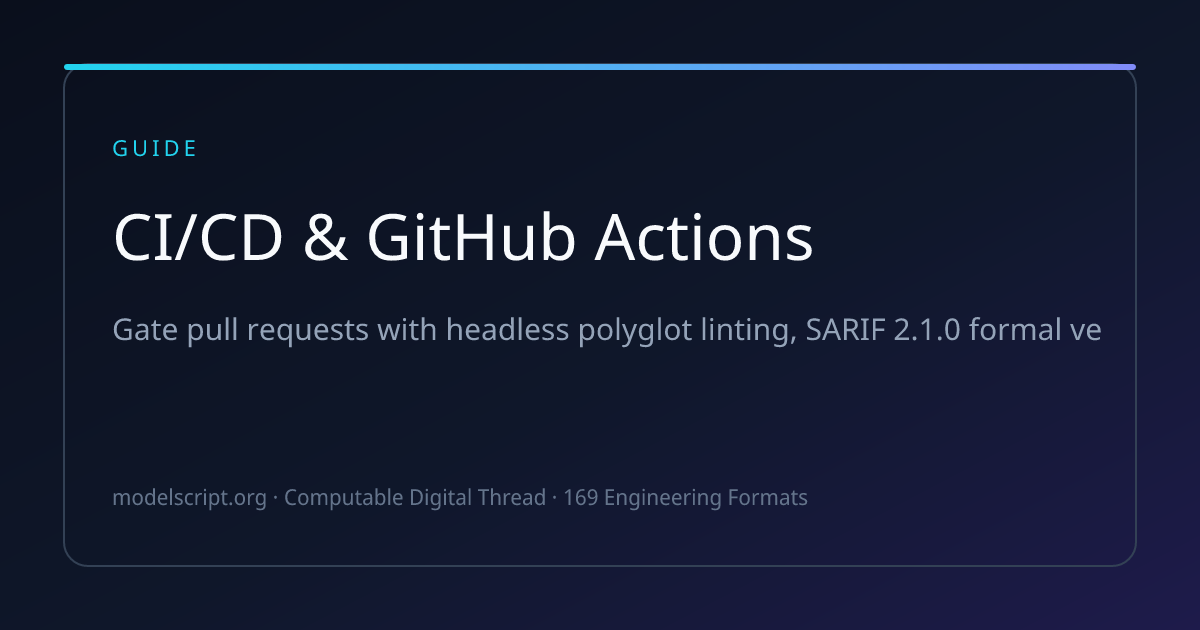 GUIDE
CI/CD & GitHub Actions
Gate pull requests with headless polyglot linting, SARIF 2.1.0 formal ve
modelscript.org · Computable Digital Thread · 169 Engineering Formats